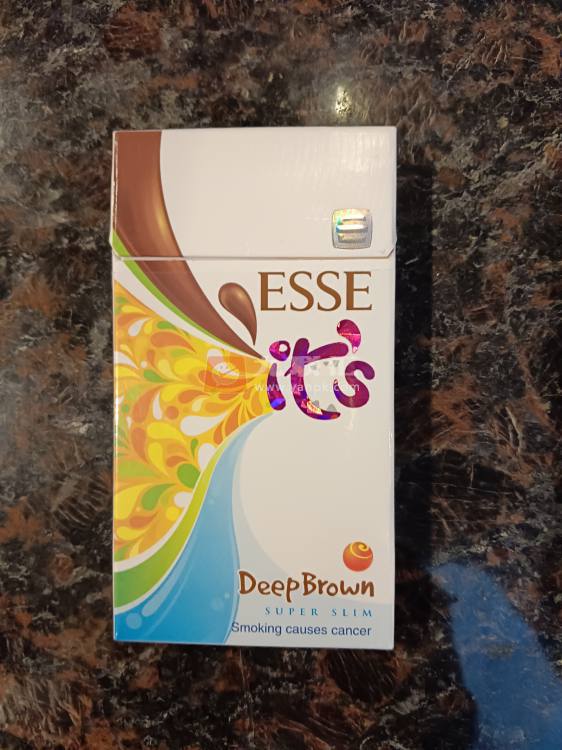 ESSE
it's
DeepBrown
SUPER SLIM
Smoking causes cancer